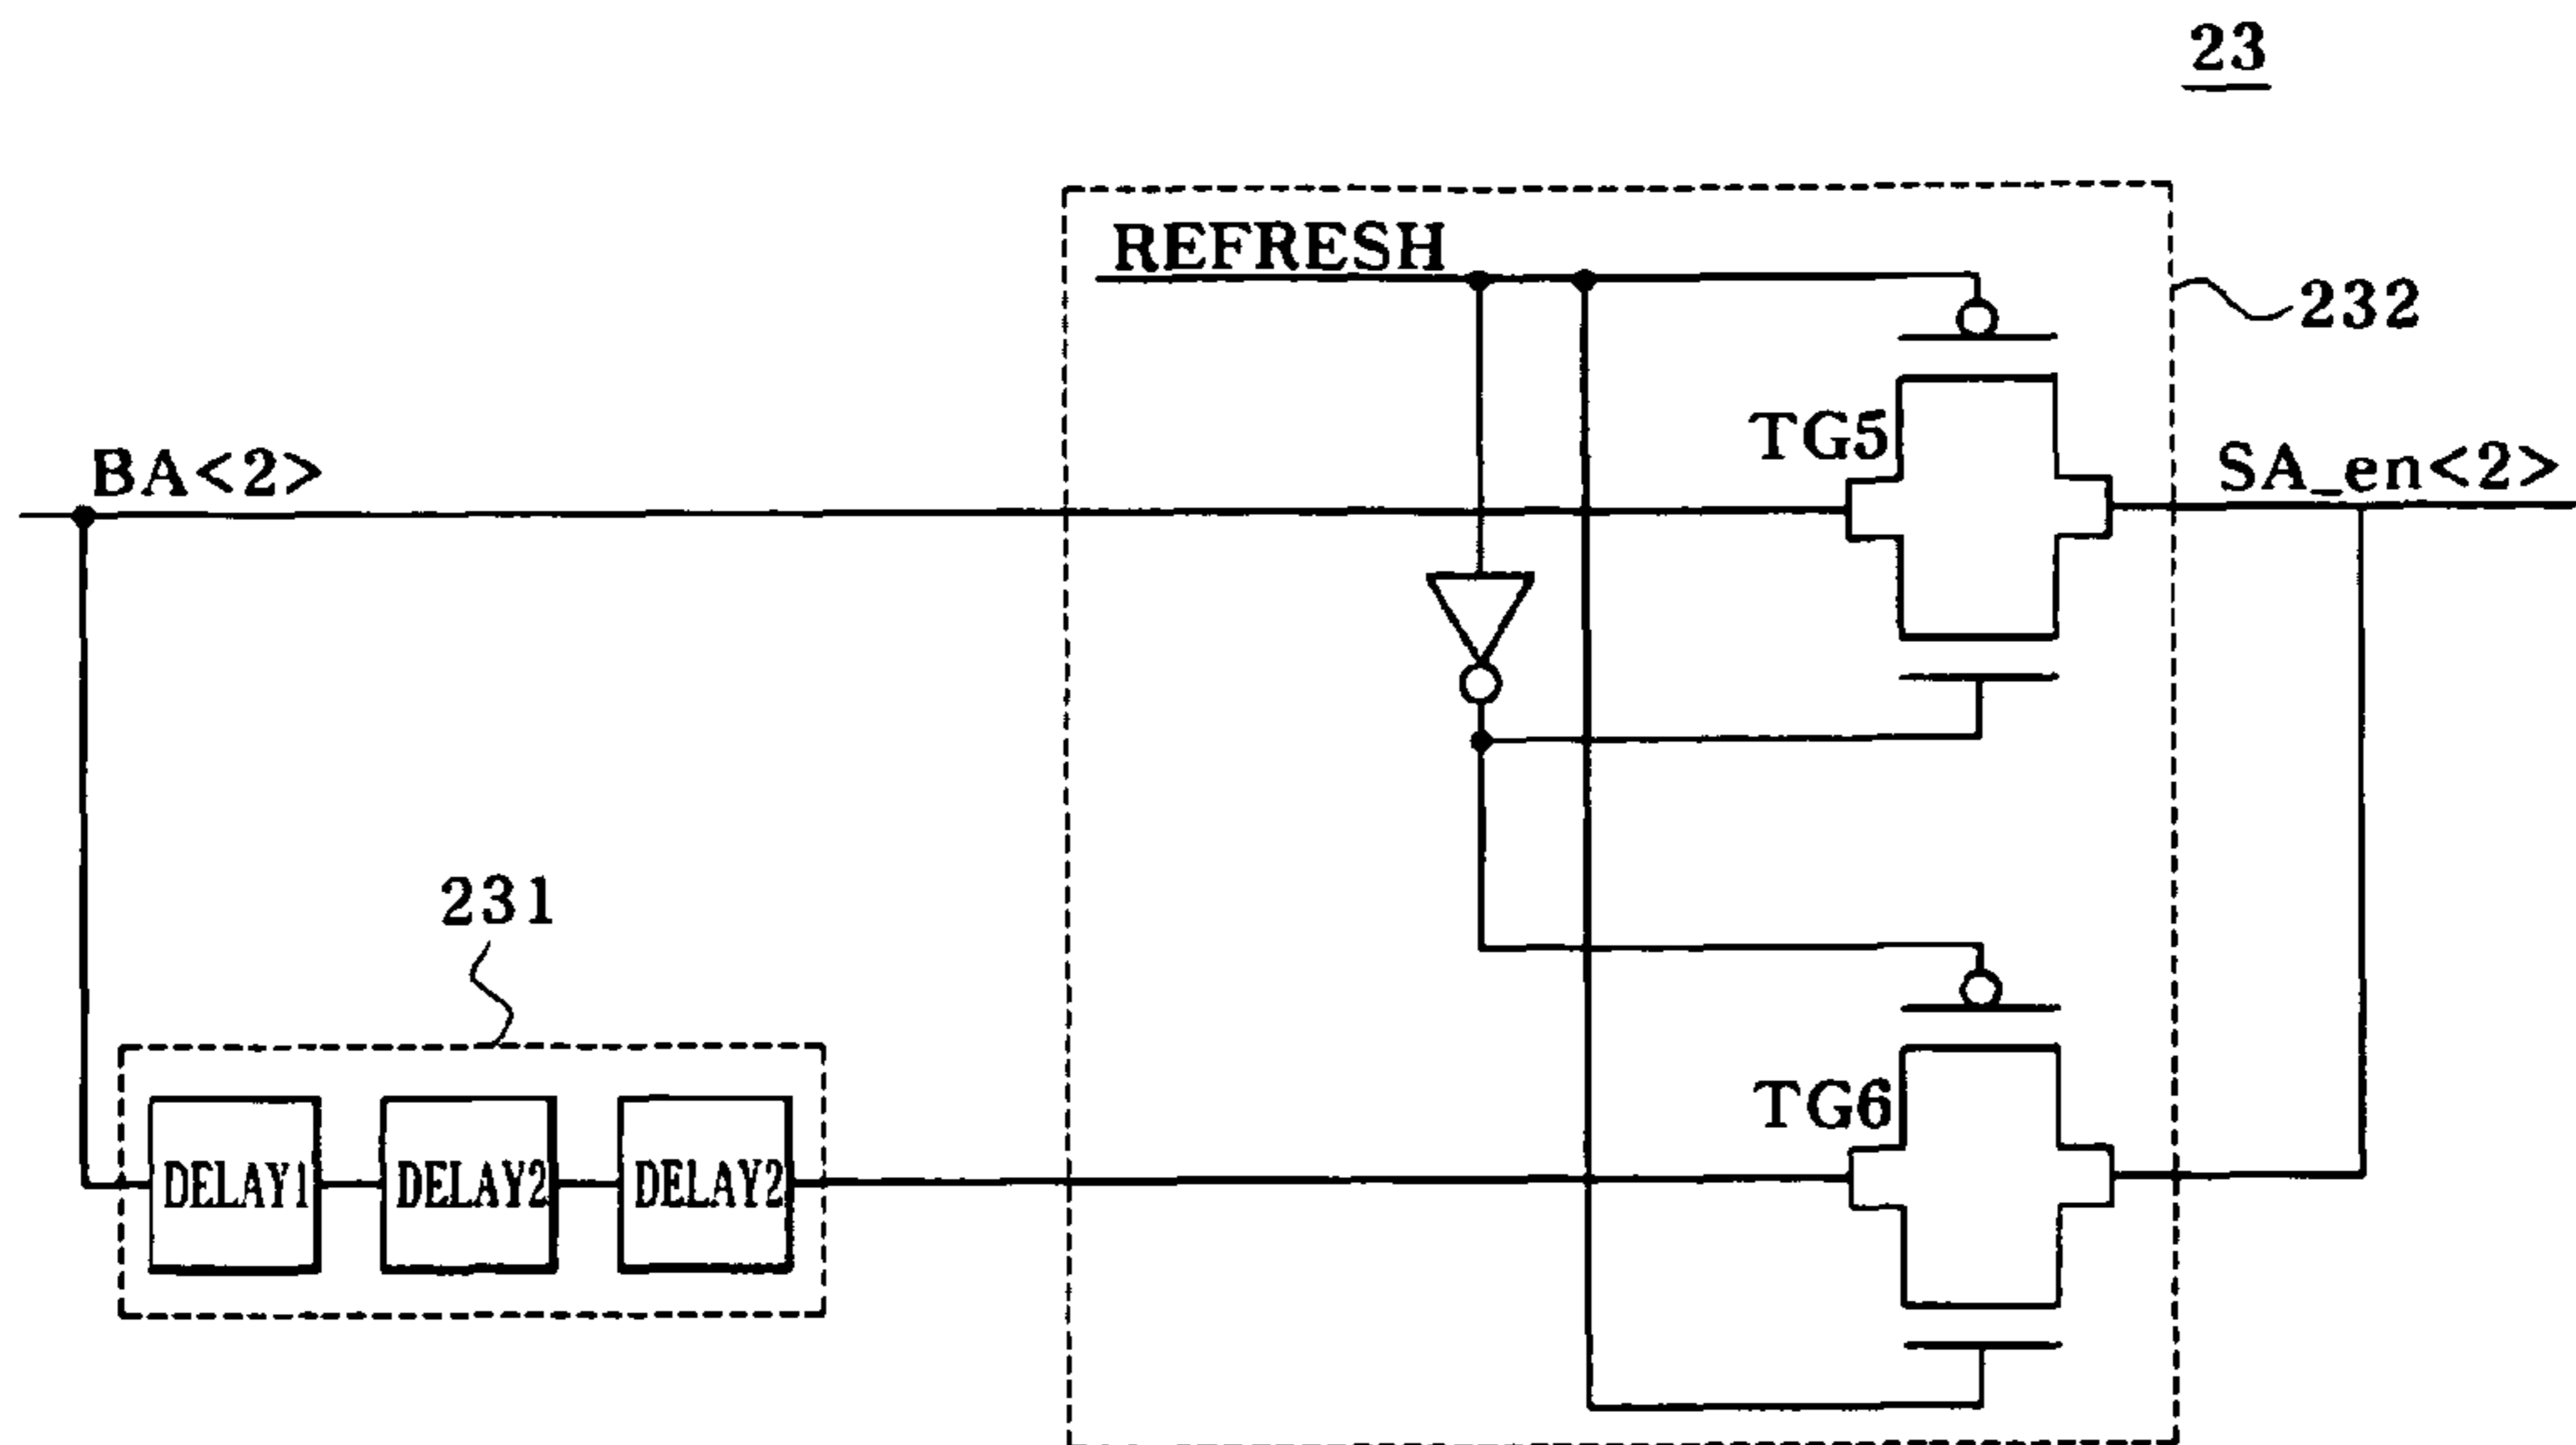 23
REFRESH
232
TG5
BA<2>
SA_en<2>
231
TG6
DELAY1
DELAY2
DELAY2